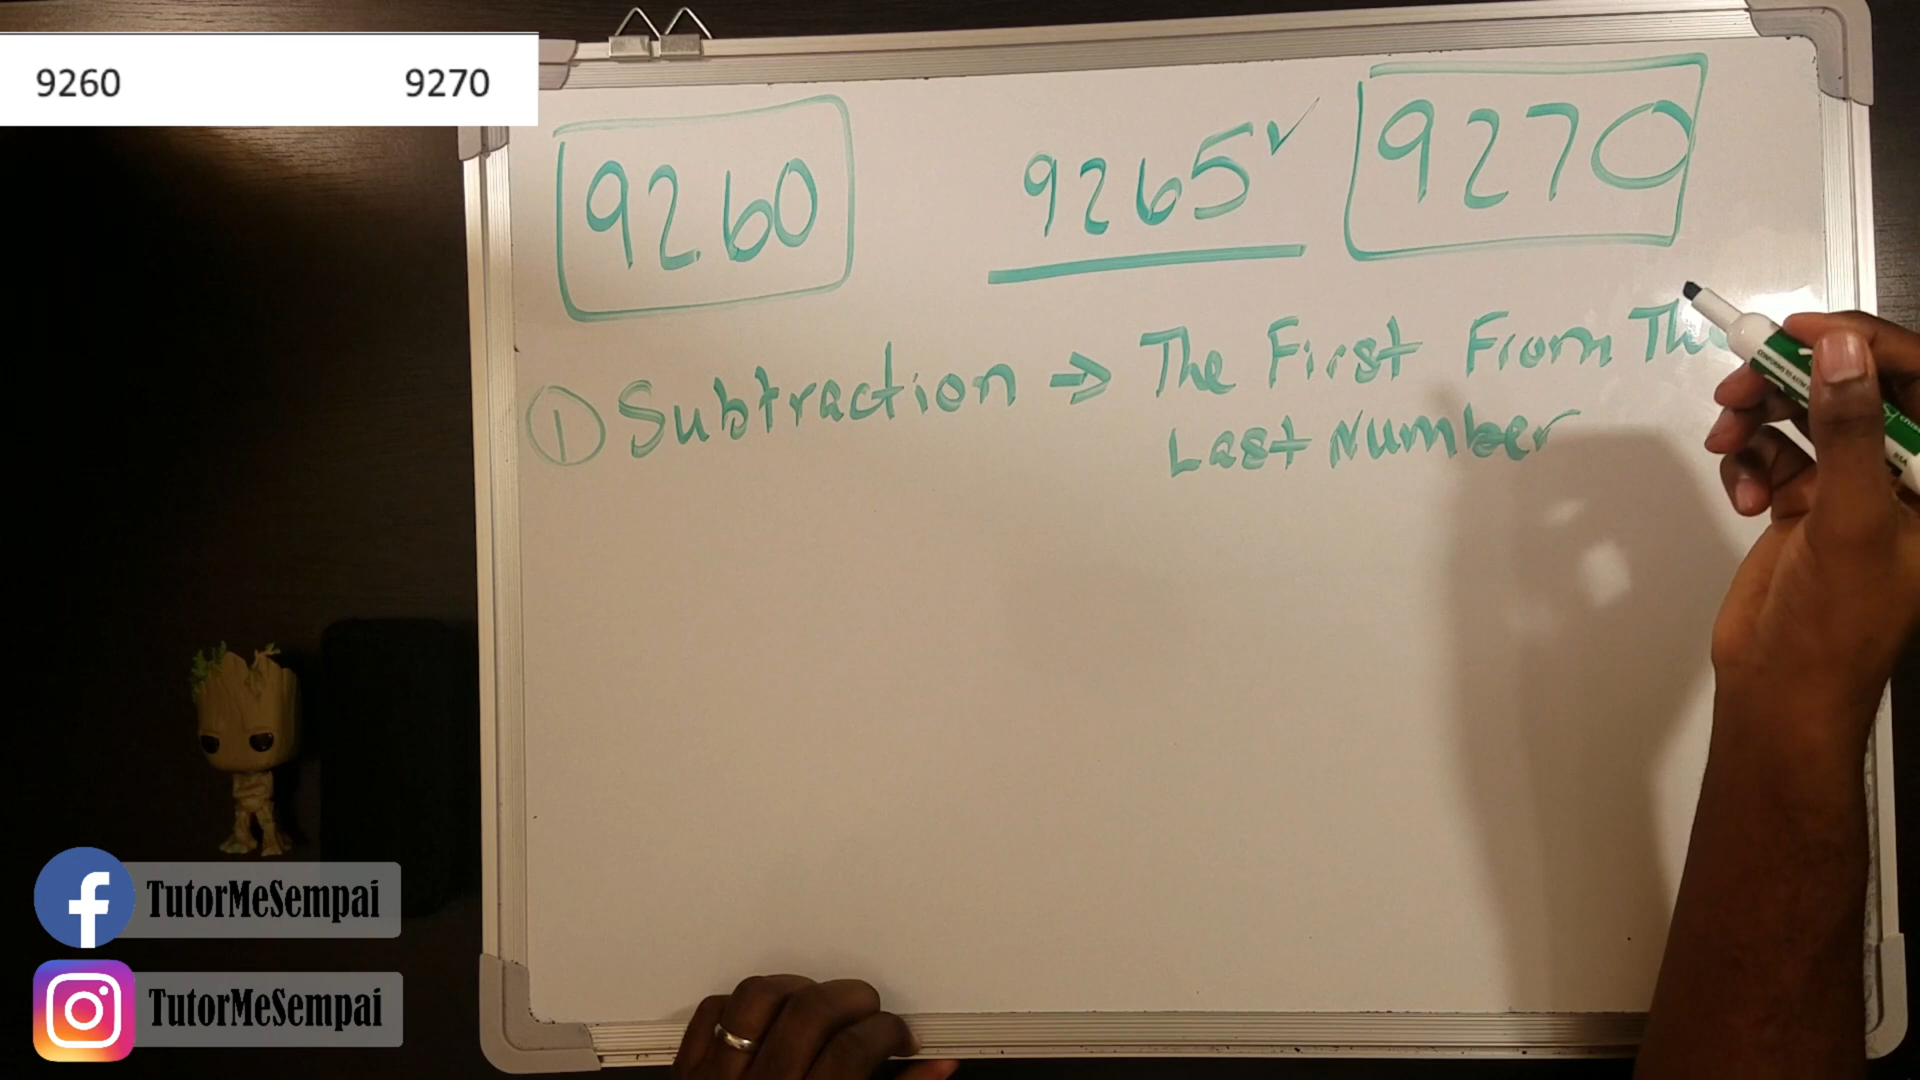 9260 9270
9260 9265 9270
① Subtraction → The First From The
Last Number
TutorMeSempai
TutorMeSempai